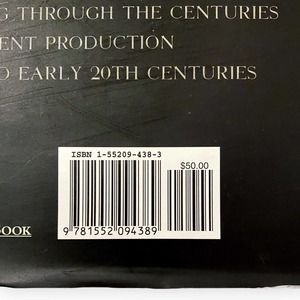 G THROUGH THE CENTURIES
ENT PRODUCTION
O EARLY 20TH CENTURIES
ISBN 1-55209-438-3
$50.00
9 781552 094389
OOK